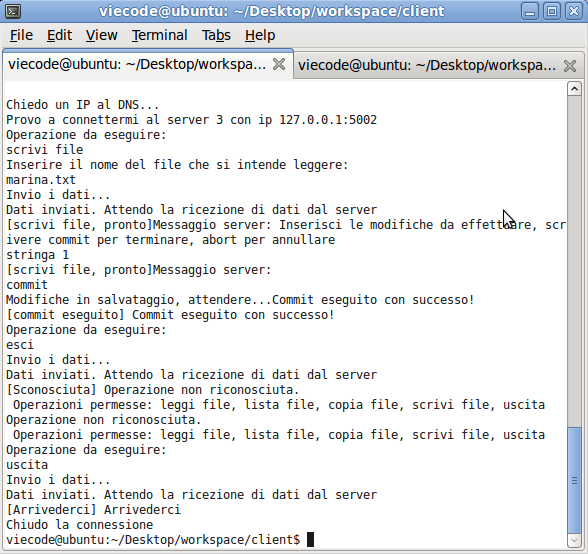 viecode@ubuntu: ~/Desktop/workspace/client
File Edit View Terminal Tabs Help
viecode@ubuntu: ~/Desktop/workspa... viecode@ubuntu: ~/Desktop/workspa...
Chiedo un IP al DNS...
Provo a connettermi al server 3 con ip 127.0.0.1:5002
Operazione da eseguire:
scrivi file
Inserire il nome del file che si intende leggere:
marina.txt
Invio i dati...
Dati inviati. Attendo la ricezione di dati dal server
[scrivi file, pronto]Messaggio server: Inserisci le modifiche da effettuare, scr
ivere commit per terminare, abort per annullare
stringa 1
[scrivi file, pronto]Messaggio server:
commit
Modifiche in salvataggio, attendere...Commit eseguito con successo!
[commit eseguito] Commit eseguito con successo!
Operazione da eseguire:
esci
Invio i dati...
Dati inviati. Attendo la ricezione di dati dal server
[Sconosciuta] Operazione non riconosciuta.
 Operazioni permesse: leggi file, lista file, copia file, scrivi file, uscita
Operazione non riconosciuta.
 Operazioni permesse: leggi file, lista file, copia file, scrivi file, uscita
Operazione da eseguire:
uscita
Invio i dati...
Dati inviati. Attendo la ricezione di dati dal server
[Arrivederci] Arrivederci
Chiudo la connessione
viecode@ubuntu:~/Desktop/workspace/client$